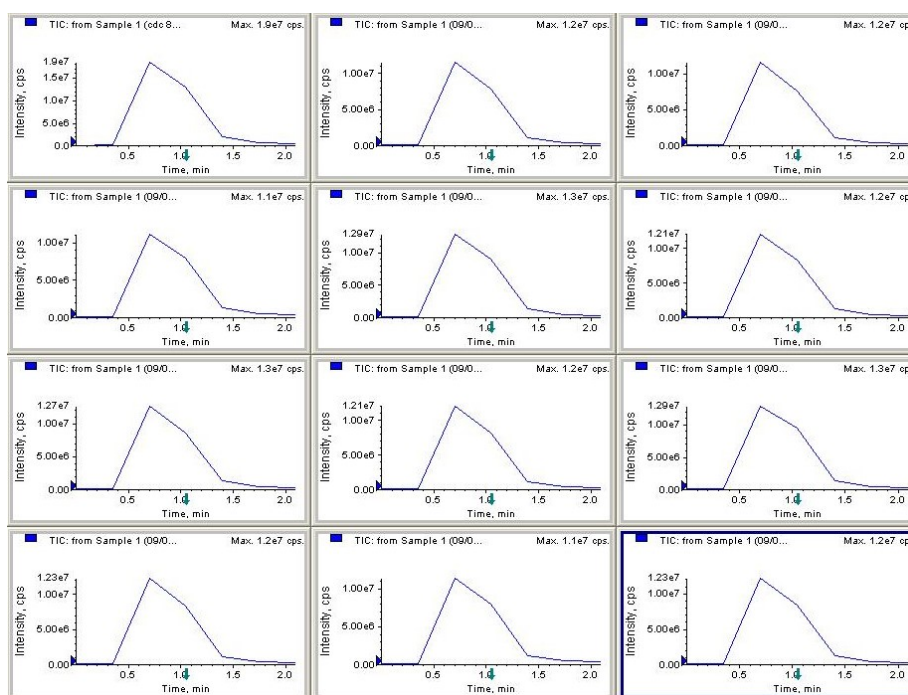 TIC: from Sample 1 (cdc 8... Max. 1.9e7 cps.
Intensity, cps
1.9e7
1.5e7
1.0e7
5.0e6
0.0
0.5 1.0 1.5 2.0
Time, min
TIC: from Sample 1 (09/0... Max. 1.2e7 cps.
Intensity, cps
1.00e7
5.00e6
0.00
0.5 1.0 1.5 2.0
Time, min
TIC: from Sample 1 (09/0... Max. 1.2e7 cps
Intensity, cps
1.00e7
5.00e6
0.00
0.5 1.0 1.5 2.0
Time, min
TIC: from Sample 1 (09/0... Max. 1.1e7 cps.
Intensity, cps
1.00e7
5.00e6
0.00
0.5 1.0 1.5 2.0
Time, min
TIC: from Sample 1 (09/0... Max. 1.3e7 cps.
Intensity, cps
1.29e7
1.00e7
5.00e6
0.00
0.5 1.0 1.5 2.0
Time, min
TIC: from Sample 1 (09/0... Max. 1.2e7 cps.
Intensity, cps
1.21e7
1.00e7
5.00e6
0.00
0.5 1.0 1.5 2.0
Time, min
TIC: from Sample 1 (09/0... Max. 1.3e7 cps.
Intensity, cps
1.27e7
1.00e7
5.00e6
0.00
0.5 1.0 1.5 2.0
Time, min
TIC: from Sample 1 (09/0... Max. 1.2e7 cps.
Intensity, cps
1.21e7
1.00e7
5.00e6
0.00
0.5 1.0 1.5 2.0
Time, min
TIC: from Sample 1 (09/0... Max. 1.3e7 cps.
Intensity, cps
1.29e7
1.00e7
5.00e6
0.00
0.5 1.0 1.5 2.0
Time, min
TIC: from Sample 1 (09/0... Max. 1.2e7 cps.
Intensity, cps
1.23e7
1.00e7
5.00e6
0.00
0.5 1.0 1.5 2.0
Time, min
TIC: from Sample 1 (09/0... Max. 1.1e7 cps.
Intensity, cps
1.00e7
5.00e6
0.00
0.5 1.0 1.5 2.0
Time, min
TIC: from Sample 1 (09/0... Max. 1.2e7 cps.
Intensity, cps
1.23e7
1.00e7
5.00e6
0.00
0.5 1.0 1.5 2.0
Time, min